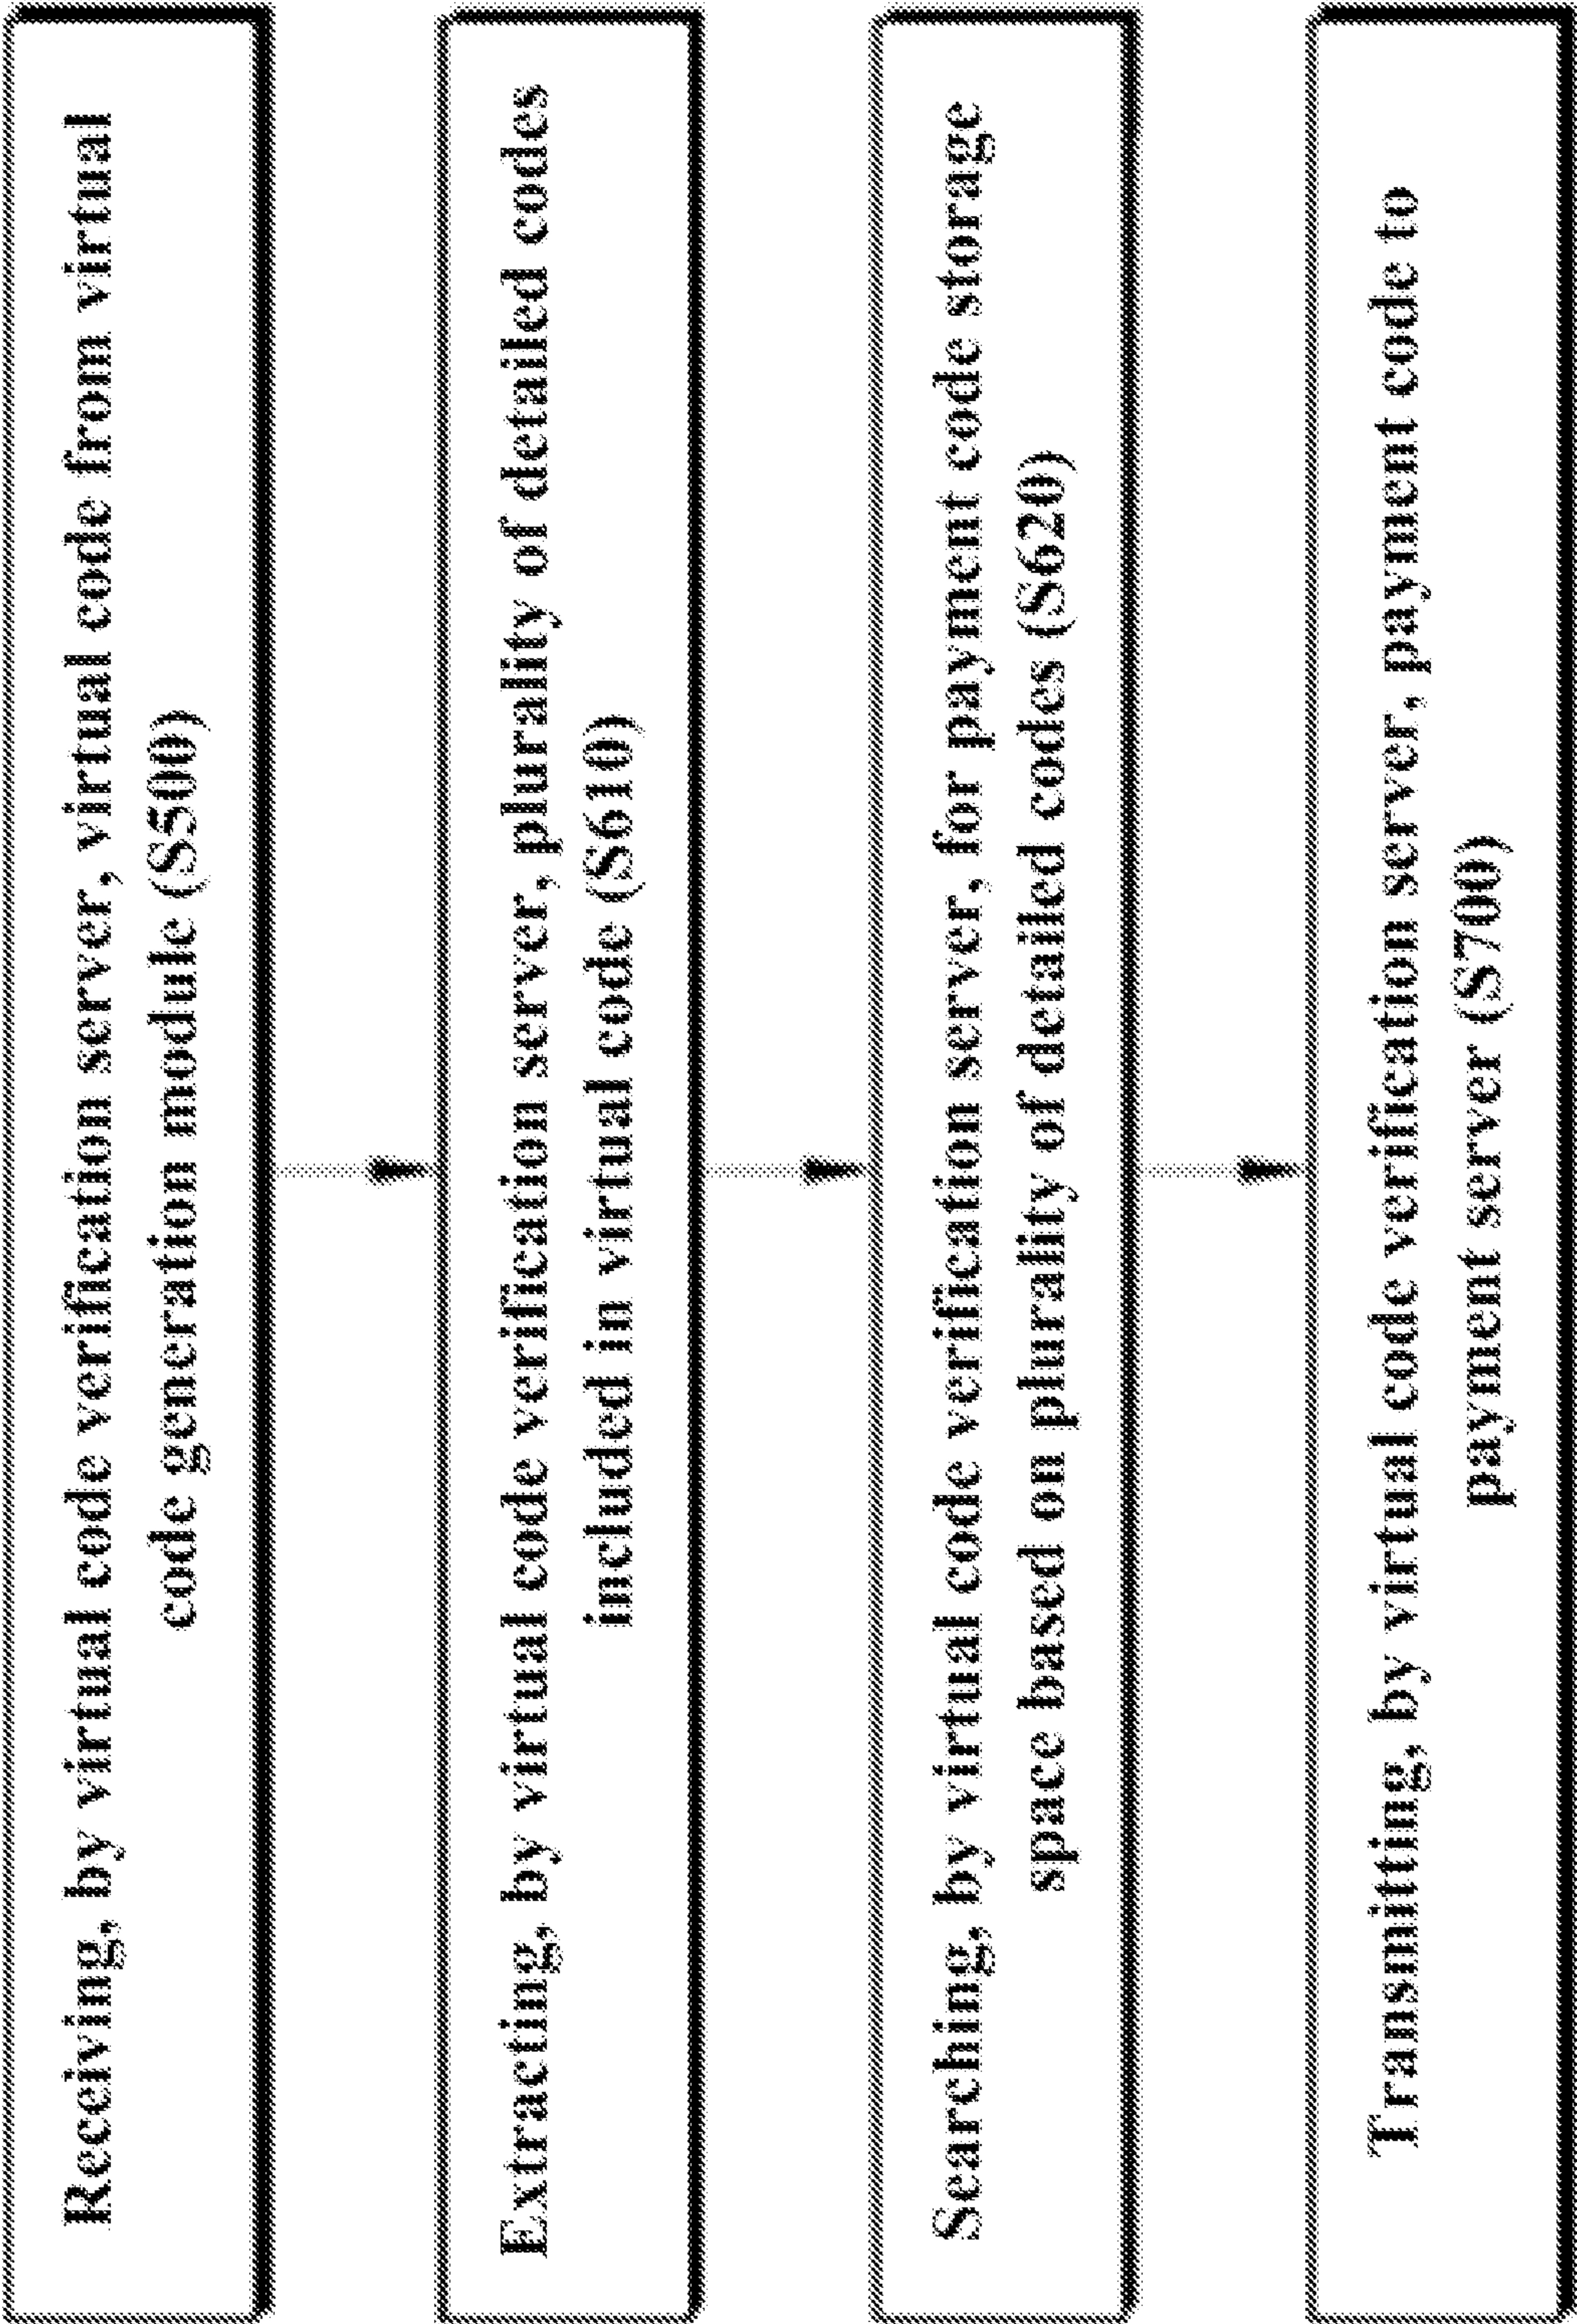 Receiving, by virtual code verification server, virtual code from virtual
code generation module (S500)
Extracting, by virtual code verification server, plurality of detailed codes
included in virtual code (S610)
Searching, by virtual code verification server, for payment code storage
space based on plurality of detailed codes (S620)
Transmitting, by virtual code verification server, payment code to
payment server (S700)